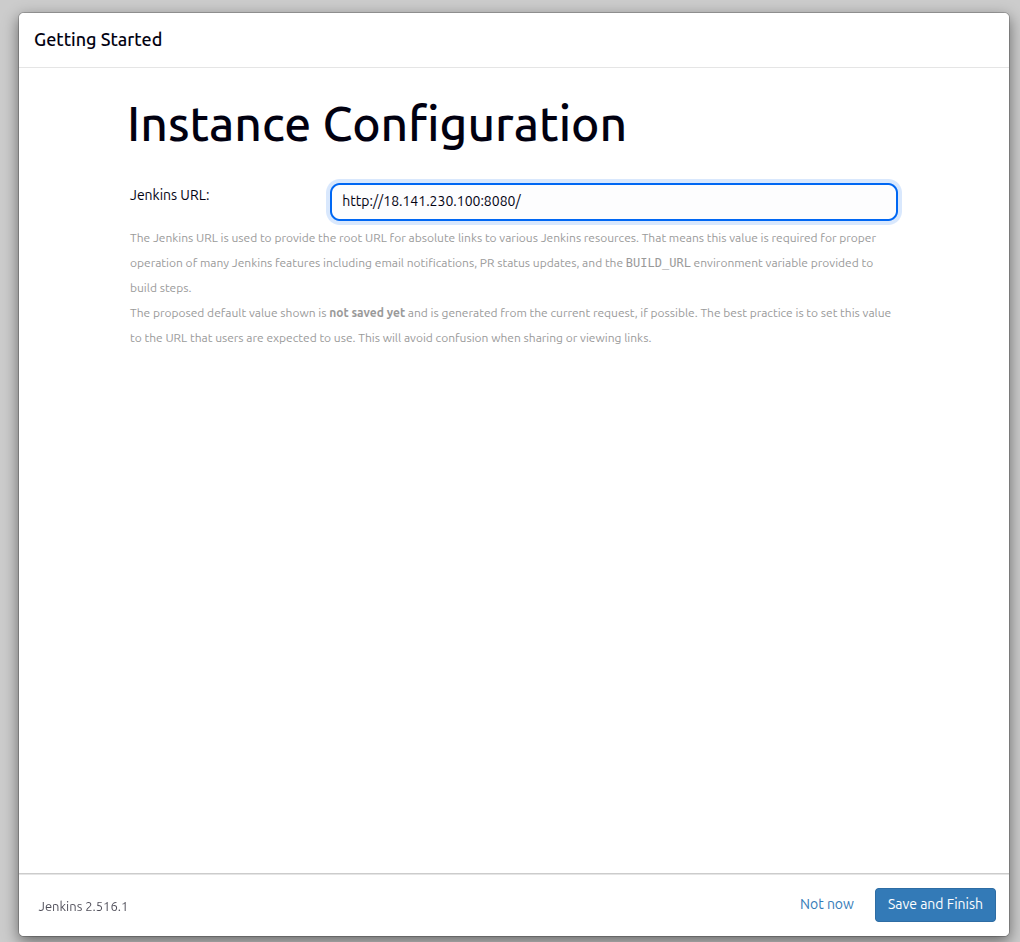 Getting Started
Instance Configuration
Jenkins URL:
http://18.141.230.100:8080/
The Jenkins URL is used to provide the root URL for absolute links to various Jenkins resources. That means this value is required for proper
operation of many Jenkins features including email notifications, PR status updates, and the BUILD_URL environment variable provided to
build steps.
The proposed default value shown is not saved yet and is generated from the current request, if possible. The best practice is to set this value
to the URL that users are expected to use. This will avoid confusion when sharing or viewing links.
Jenkins 2.516.1
Not now
Save and Finish